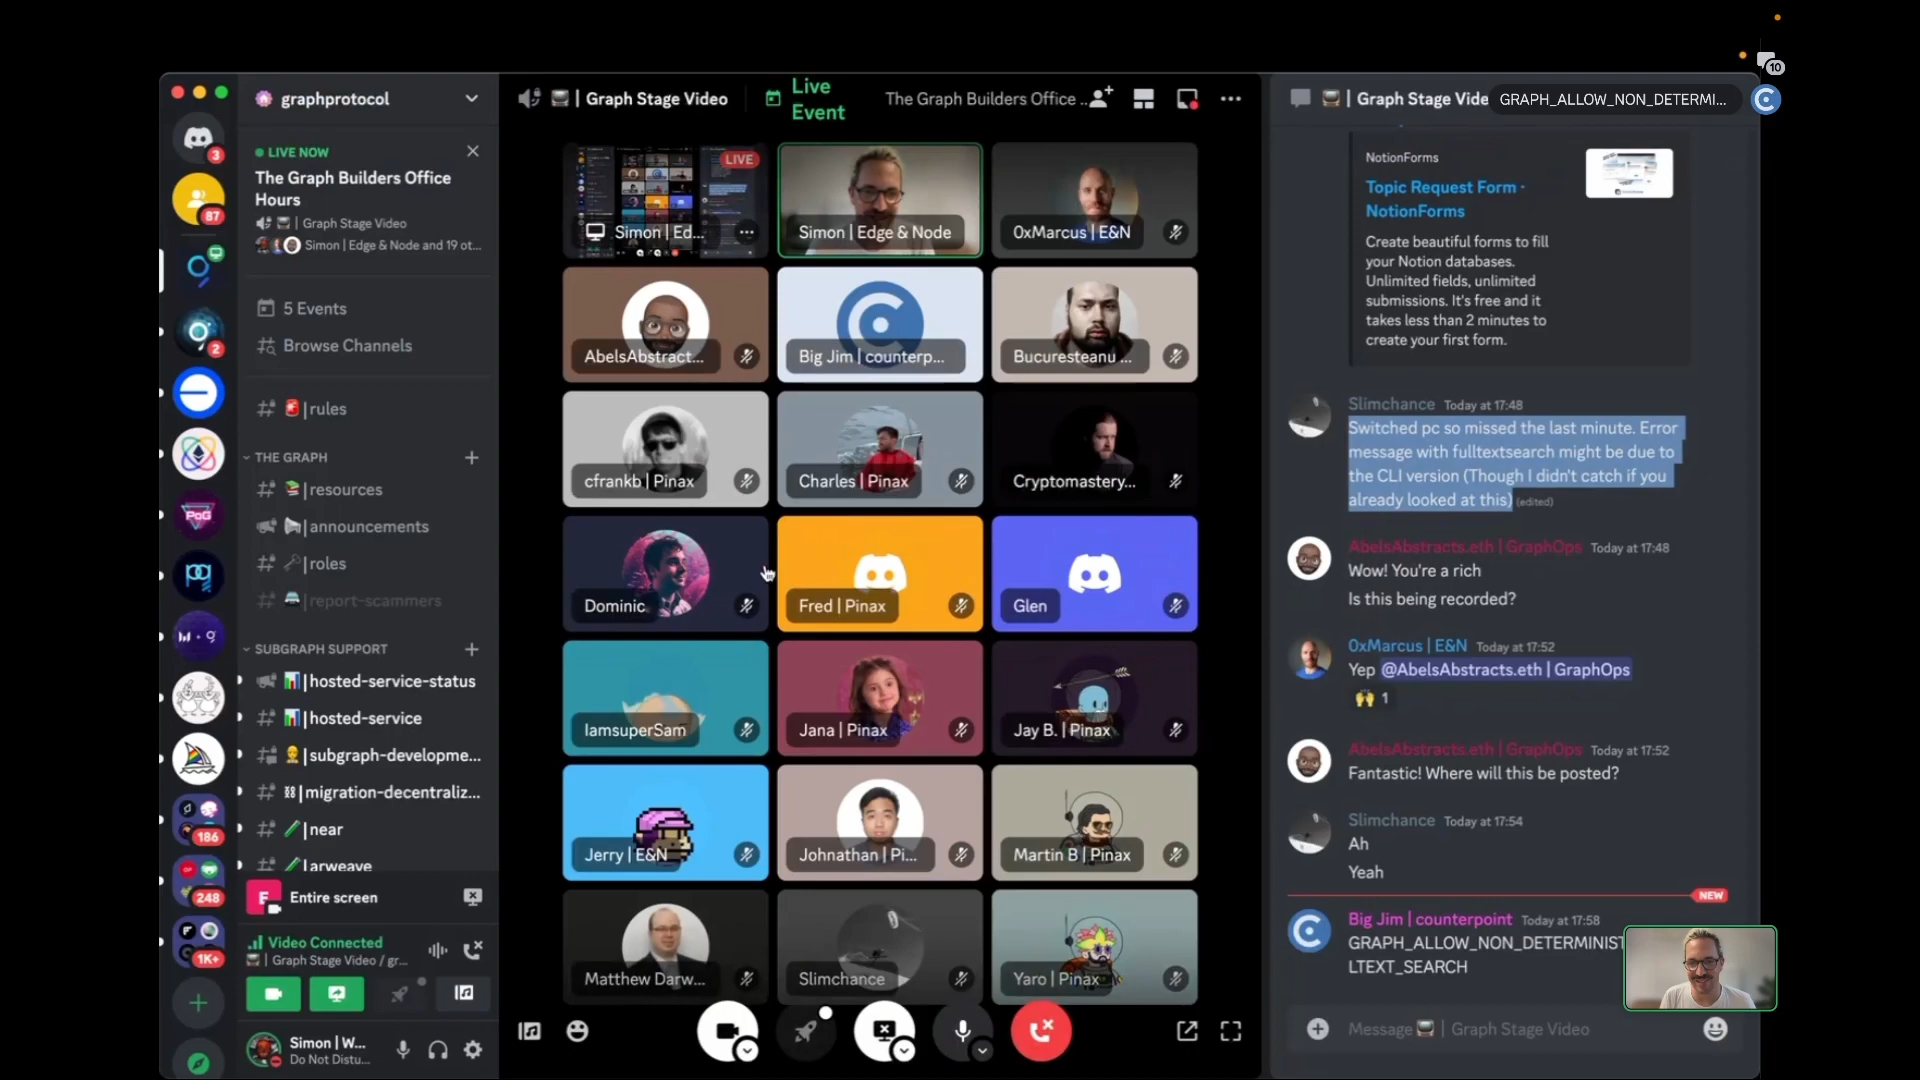 10
graphprotocol
| Graph Stage Video
Live
Event
The Graph Builders Office ..
| Graph Stage Vide
GRAPH_ALLOW_NON_DETERMI...
3
LIVE NOW
The Graph Builders Office
Hours
| Graph Stage Video
Simon | Edge & Node and 19 ot...
87
2
5 Events
Browse Channels
|rules
THE GRAPH
|resources
|announcements
|roles
|report-scammers
PoG
SUBGRAPH SUPPORT
|hosted-service-status
|hosted-service
|subgraph-developme...
|migration-decentraliz...
|near
|arweave
186
248
1K+
Entire screen
Video Connected
| Graph Stage Video / gr...
Simon | W...
Do Not Distu...
LIVE
Simon | Ed...
Simon | Edge & Node
0xMarcus | E&N
AbelsAbstract...
Big Jim | counterp...
Bucuresteanu ...
cfrankb | Pinax
Charles | Pinax
Cryptomastery...
Dominic
Fred | Pinax
Glen
IamsuperSam
Jana | Pinax
Jay B. | Pinax
Jerry | E&N
Johnathan | Pi...
Martin B | Pinax
Matthew Darw...
Slimchance
Yaro | Pinax
NotionForms
Topic Request Form ·
NotionForms
Create beautiful forms to fill
your Notion databases.
Unlimited fields, unlimited
submissions. It's free and it
takes less than 2 minutes to
create your first form.
Slimchance Today at 17:48
Switched pc so missed the last minute. Error
message with fulltextsearch might be due to
the CLI version (Though I didn't catch if you
already looked at this) (edited)
AbelsAbstracts.eth | GraphOps Today at 17:48
Wow! You're a rich
Is this being recorded?
0xMarcus | E&N Today at 17:52
Yep @AbelsAbstracts.eth | GraphOps
1
AbelsAbstracts.eth | GraphOps Today at 17:52
Fantastic! Where will this be posted?
Slimchance Today at 17:54
Ah
Yeah
NEW
Big Jim | counterpoint Today at 17:58
GRAPH_ALLOW_NON_DETERMINIST
LTEXT_SEARCH
Message | Graph Stage Video